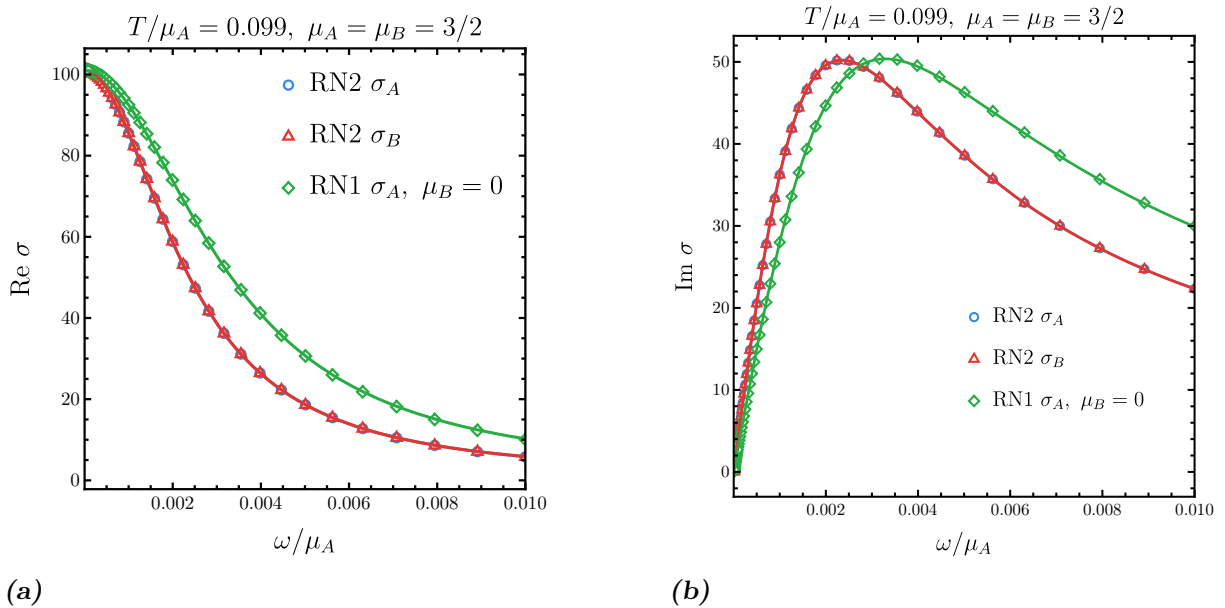 T/μ_A = 0.099, μ_A = μ_B = 3/2
Re σ
100
80
60
40
20
0
RN2 σ_A
RN2 σ_B
RN1 σ_A, μ_B = 0
0.002 0.004 0.006 0.008 0.010
ω/μ_A
(a)
T/μ_A = 0.099, μ_A = μ_B = 3/2
Im σ
50
40
30
20
10
0
RN2 σ_A
RN2 σ_B
RN1 σ_A, μ_B = 0
0.002 0.004 0.006 0.008 0.010
ω/μ_A
(b)